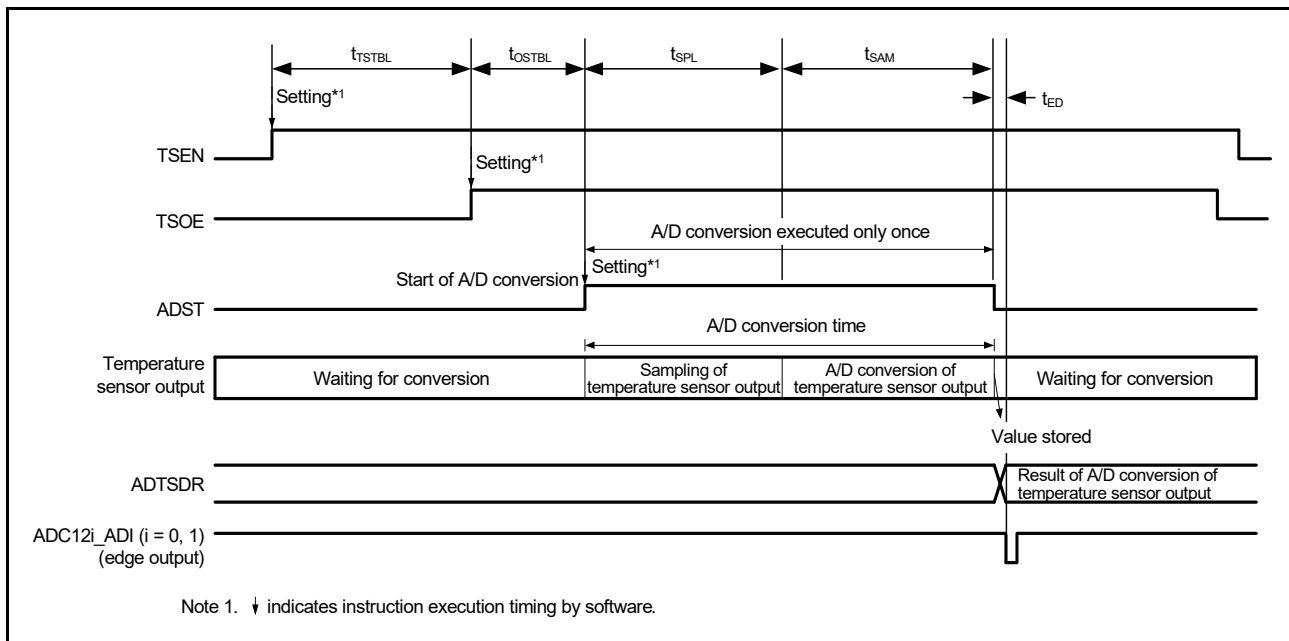 tTSTBL tOSTBL tSPL tSAM
tED
Setting*1
TSEN
Setting*1
TSOE
A/D conversion executed only once
Start of A/D conversion Setting*1
ADST
A/D conversion time
Temperature
sensor output
Waiting for conversion
Sampling of
temperature sensor output
A/D conversion of
temperature sensor output
Waiting for conversion
Value stored
ADTSDR
Result of A/D conversion of
temperature sensor output
ADC12i_ADI (i = 0, 1)
(edge output)
Note 1. ↓ indicates instruction execution timing by software.